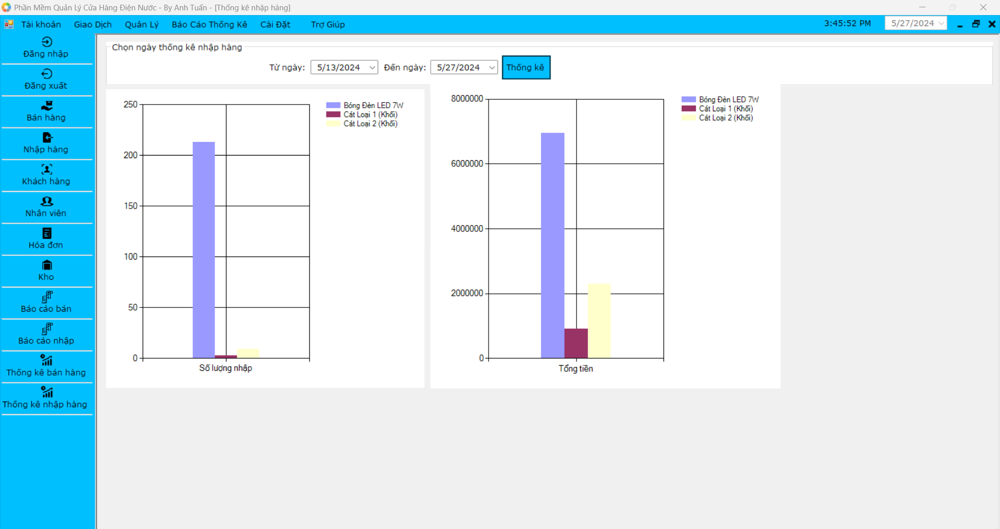 Phần Mềm Quản Lý Cửa Hàng Điện Nước - By Anh Tuấn - [Thống kê nhập hàng]
Tài khoản Giao Dịch Quản Lý Báo Cáo Thống Kê Cài Đặt Trợ Giúp 3:45:52 PM 5/27/2024
Đăng nhập
Đăng xuất
Bán hàng
Nhập hàng
Khách hàng
Nhân viên
Hóa đơn
Kho
Báo cáo bán
Báo cáo nhập
Thống kê bán hàng
Thống kê nhập hàng
Chọn ngày thống kê nhập hàng
Từ ngày: 5/13/2024 Đến ngày: 5/27/2024 Thống kê
250
200
150
100
50
0
Số lượng nhập
Bóng Đèn LED 7W
Cát Loại 1 (Khối)
Cát Loại 2 (Khối)
8000000
6000000
4000000
2000000
0
Tổng tiền
Bóng Đèn LED 7W
Cát Loại 1 (Khối)
Cát Loại 2 (Khối)